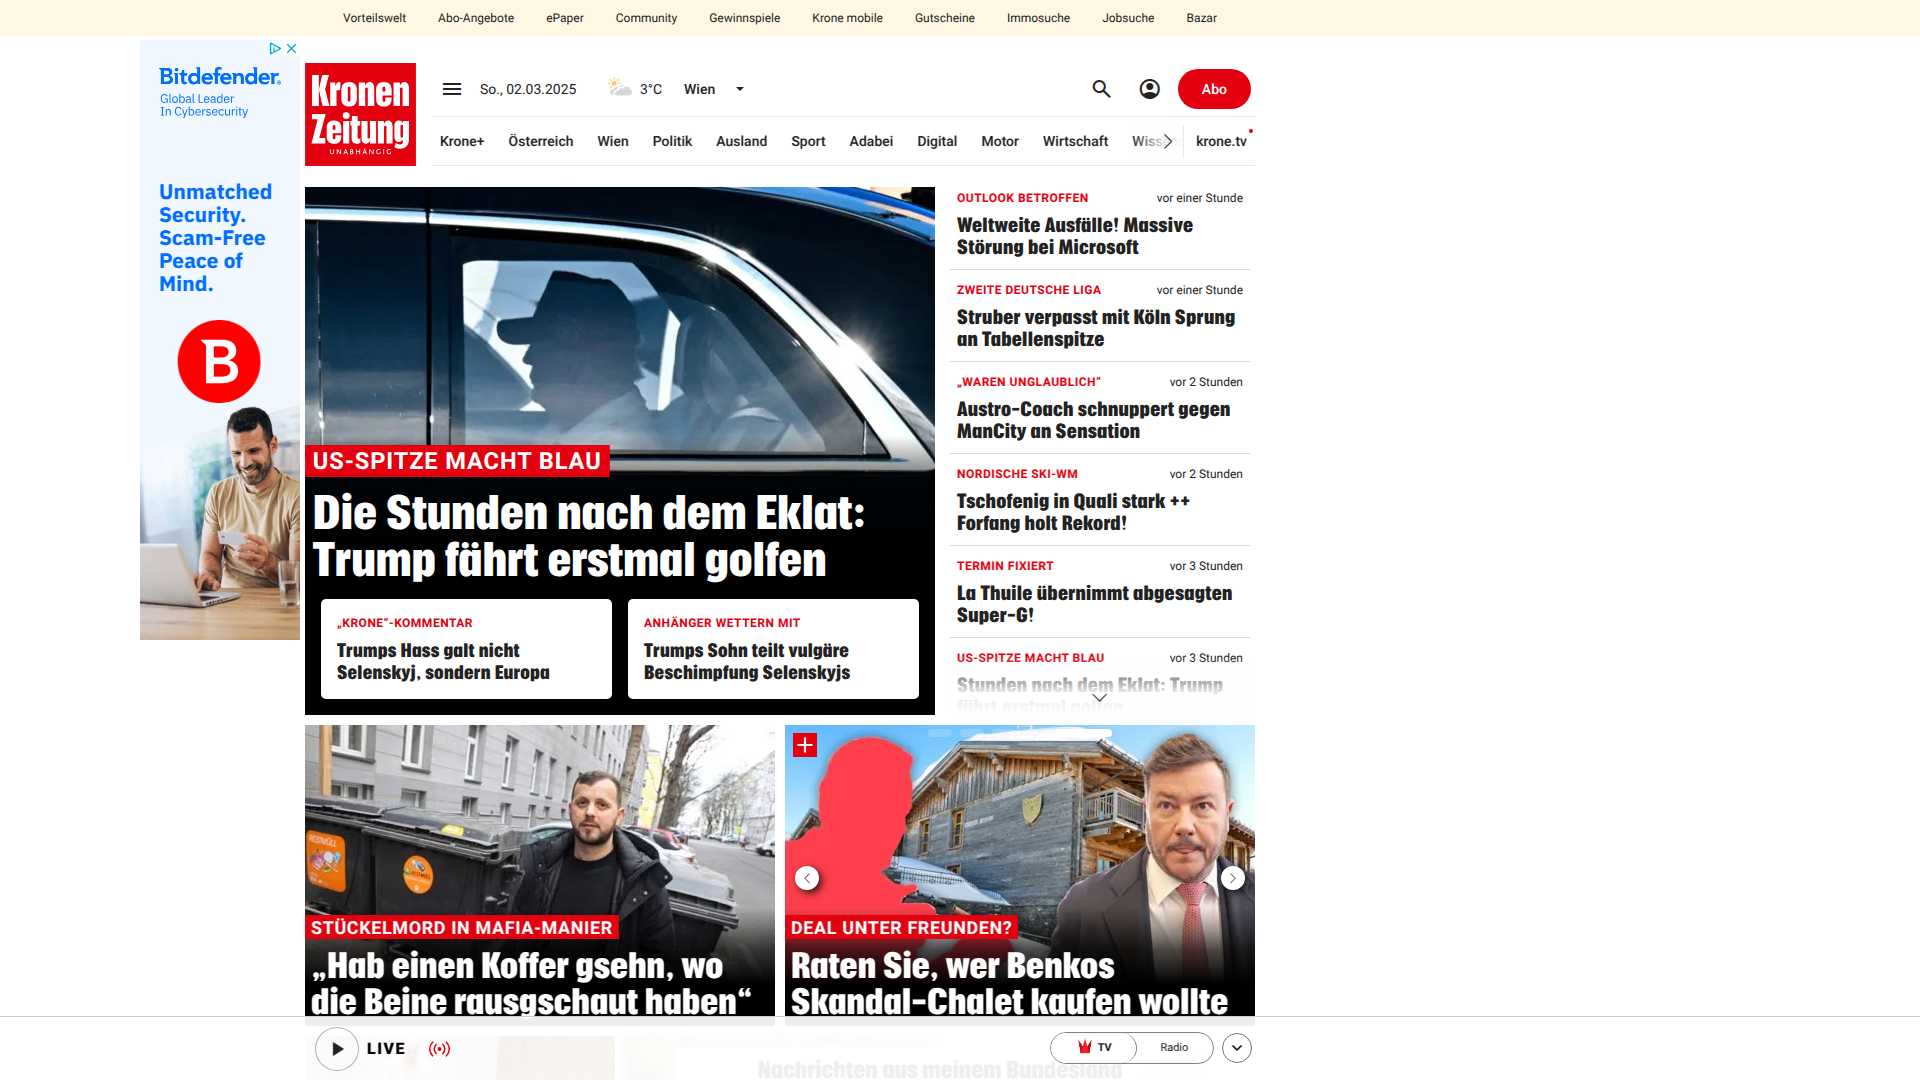 Vorteilswelt Abo-Angebote ePaper Community Gewinnspiele Krone mobile Gutscheine Immosuche Jobsuche Bazar
Bitdefender
Global Leader
In Cybersecurity
Unmatched
Security.
Scam-Free
Peace of
Mind.
B
Kronen
Zeitung
UNABHÄNGIG
So., 02.03.2025 3°C Wien
Abo
Krone+ Österreich Wien Politik Ausland Sport Adabei Digital Motor Wirtschaft krone.tv
US-SPITZE MACHT BLAU
Die Stunden nach dem Eklat:
Trump fährt erstmal golfen
„KRONE“-KOMMENTAR
Trumps Hass galt nicht
Selenskyj, sondern Europa
ANHÄNGER WETTERN MIT
Trumps Sohn teilt vulgäre
Beschimpfung Selenskyjs
OUTLOOK BETROFFEN vor einer Stunde
Weltweite Ausfälle! Massive
Störung bei Microsoft
ZWEITE DEUTSCHE LIGA vor einer Stunde
Struber verpasst mit Köln Sprung
an Tabellenspitze
„WAREN UNGLAUBLICH“ vor 2 Stunden
Austro-Coach schnuppert gegen
ManCity an Sensation
NORDISCHE SKI-WM vor 2 Stunden
Tschofenig in Quali stark ++
Forfang holt Rekord!
TERMIN FIXIERT vor 3 Stunden
La Thuile übernimmt abgesagten
Super-G!
US-SPITZE MACHT BLAU vor 3 Stunden
Stunden nach dem Eklat: Trump
fährt erstmal golfen
STÜCKELMORD IN MAFIA-MANIER
„Hab einen Koffer gsehn, wo
die Beine rausgschaut haben“
DEAL UNTER FREUNDEN?
Raten Sie, wer Benkos
Skandal-Chalet kaufen wollte
LIVE
TV Radio
Nachrichten aus meinem Bundesland